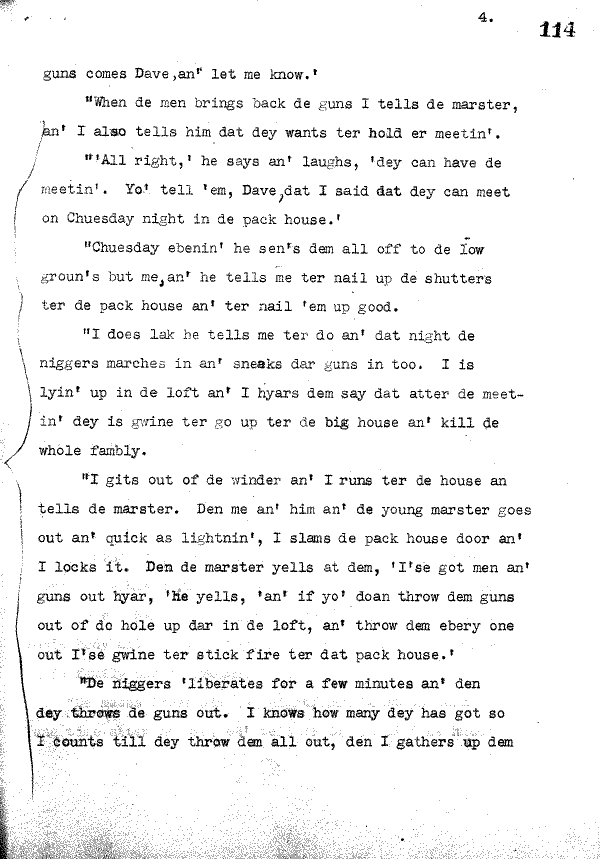 4.
114
guns comes Dave,an' let me know.'
"When de men brings back de guns I tells de marster,
an' I also tells him dat dey wants ter hold er meetin'.
"'All right,' he says an' laughs, 'dey can have de
meetin'. Yo' tell 'em, Dave,dat I said dat dey can meet
on Chuesday night in de pack house.'
"Chuesday ebenin' he sen's dem all off to de low
groun's but me,an' he tells me ter nail up de shutters
ter de pack house an' ter nail 'em up good.
"I does lak he tells me ter do an' dat night de
niggers marches in an' sneaks dar guns in too. I is
lyin' up in de loft an' I hyars dem say dat atter de meet-
in' dey is gwine ter go up ter de big house an' kill de
whole fambly.
"I gits out of de winder an' I runs ter de house an
tells de marster. Den me an' him an' de young marster goes
out an' quick as lightnin', I slams de pack house door an'
I locks it. Den de marster yells at dem, 'I'se got men an'
guns out hyar, 'he yells, 'an' if yo' doan throw dem guns
out of de hole up dar in de loft, an' throw dem ebery one
out I'se gwine ter stick fire ter dat pack house.'
"De niggers 'liberates for a few minutes an' den
dey throws de guns out. I knows how many dey has got so
I counts till dey throw dem all out, den I gathers up dem